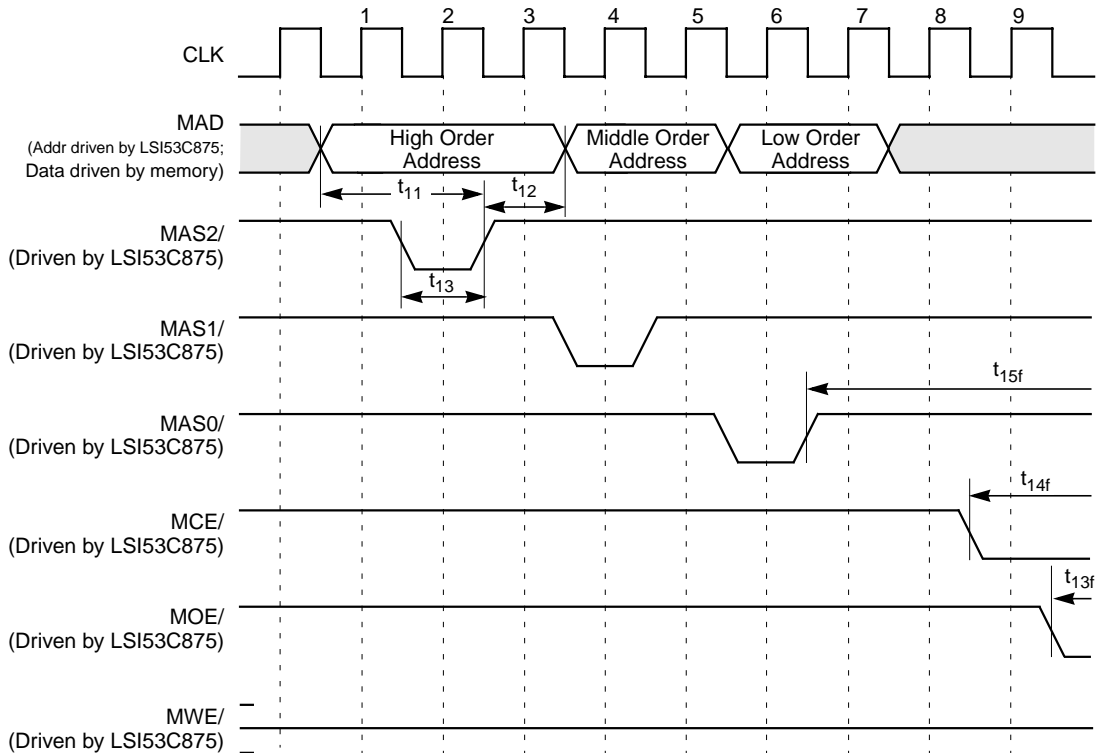 1 2 3 4 5 6 7 8 9
CLK
MAD
(Addr driven by LSI53C875;
Data driven by memory)
High Order
Address
Middle Order
Address
Low Order
Address
t11
t12
MAS2/
(Driven by LSI53C875)
t13
MAS1/
(Driven by LSI53C875)
t15f
MAS0/
(Driven by LSI53C875)
t14f
MCE/
(Driven by LSI53C875)
t13f
MOE/
(Driven by LSI53C875)
MWE/
(Driven by LSI53C875)